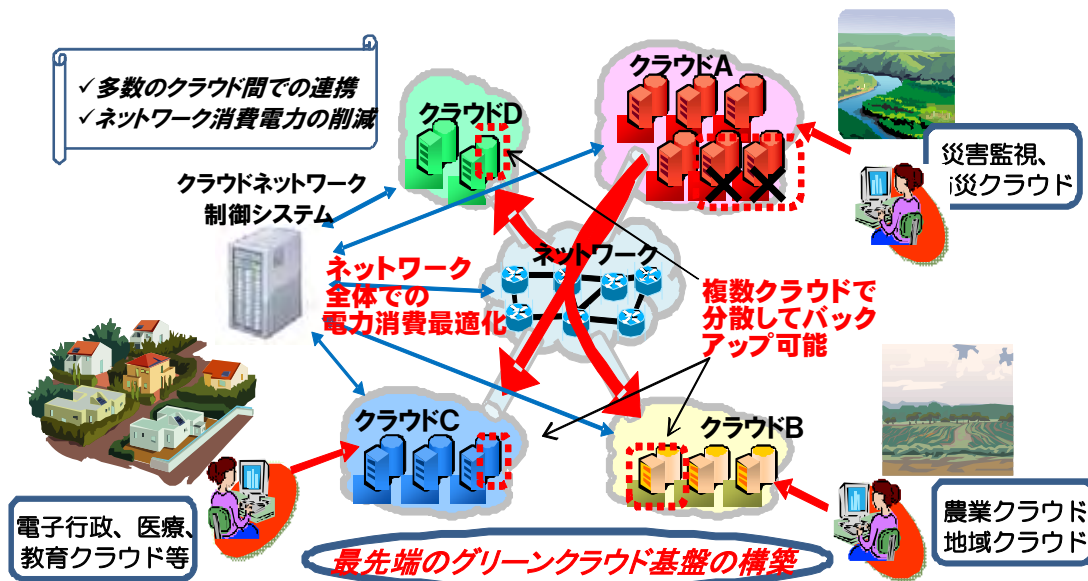 ✓多数のクラウド間での連携
✓ネットワーク消費電力の削減
クラウドD
クラウドA
災害監視、
災クラウド
クラウドネットワーク
制御システム
ネットワーク
ネットワーク
全体での
電力消費最適化
複数クラウドで
分散してバック
アップ可能
クラウドC
クラウドB
電子行政、医療、
教育クラウド等
農業クラウド
地域クラウド
最先端のグリーンクラウド基盤の構築